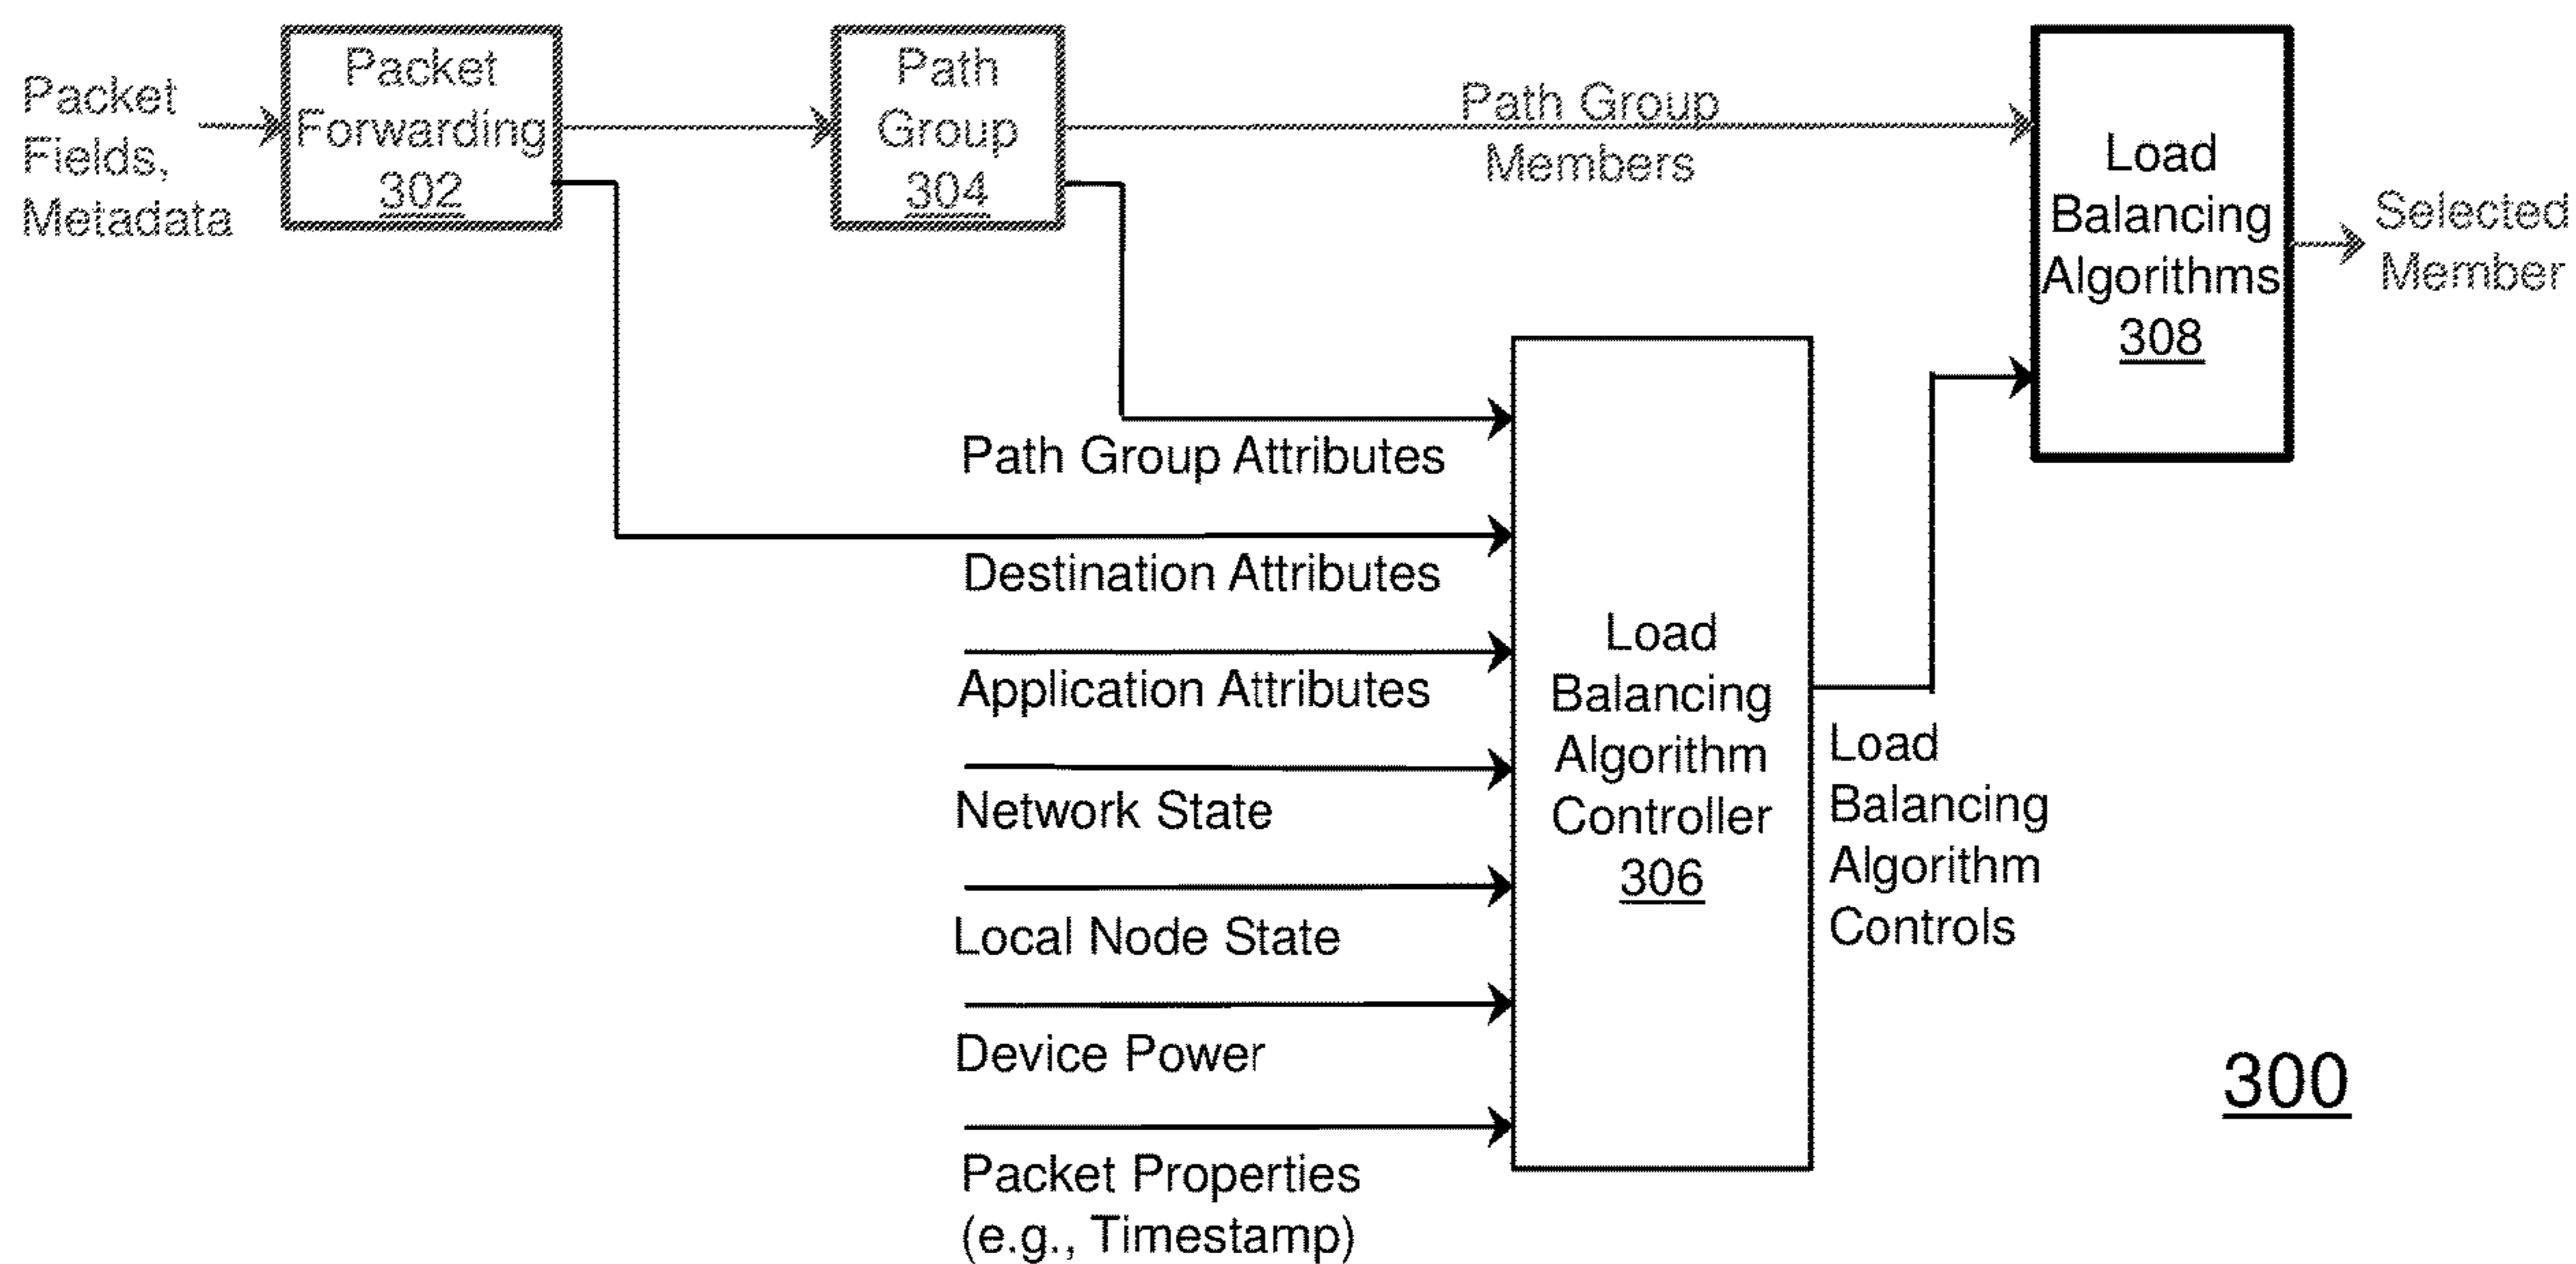 Packet
Fields,
Metadata
Packet
Forwarding
302
Path
Group
304
Path Group
Members
Load
Balancing
Algorithms
308
Selected
Member
Path Group Attributes
Destination Attributes
Application Attributes
Network State
Local Node State
Device Power
Packet Properties
(e.g., Timestamp)
Load
Balancing
Algorithm
Controller
306
Load
Balancing
Algorithm
Controls
300